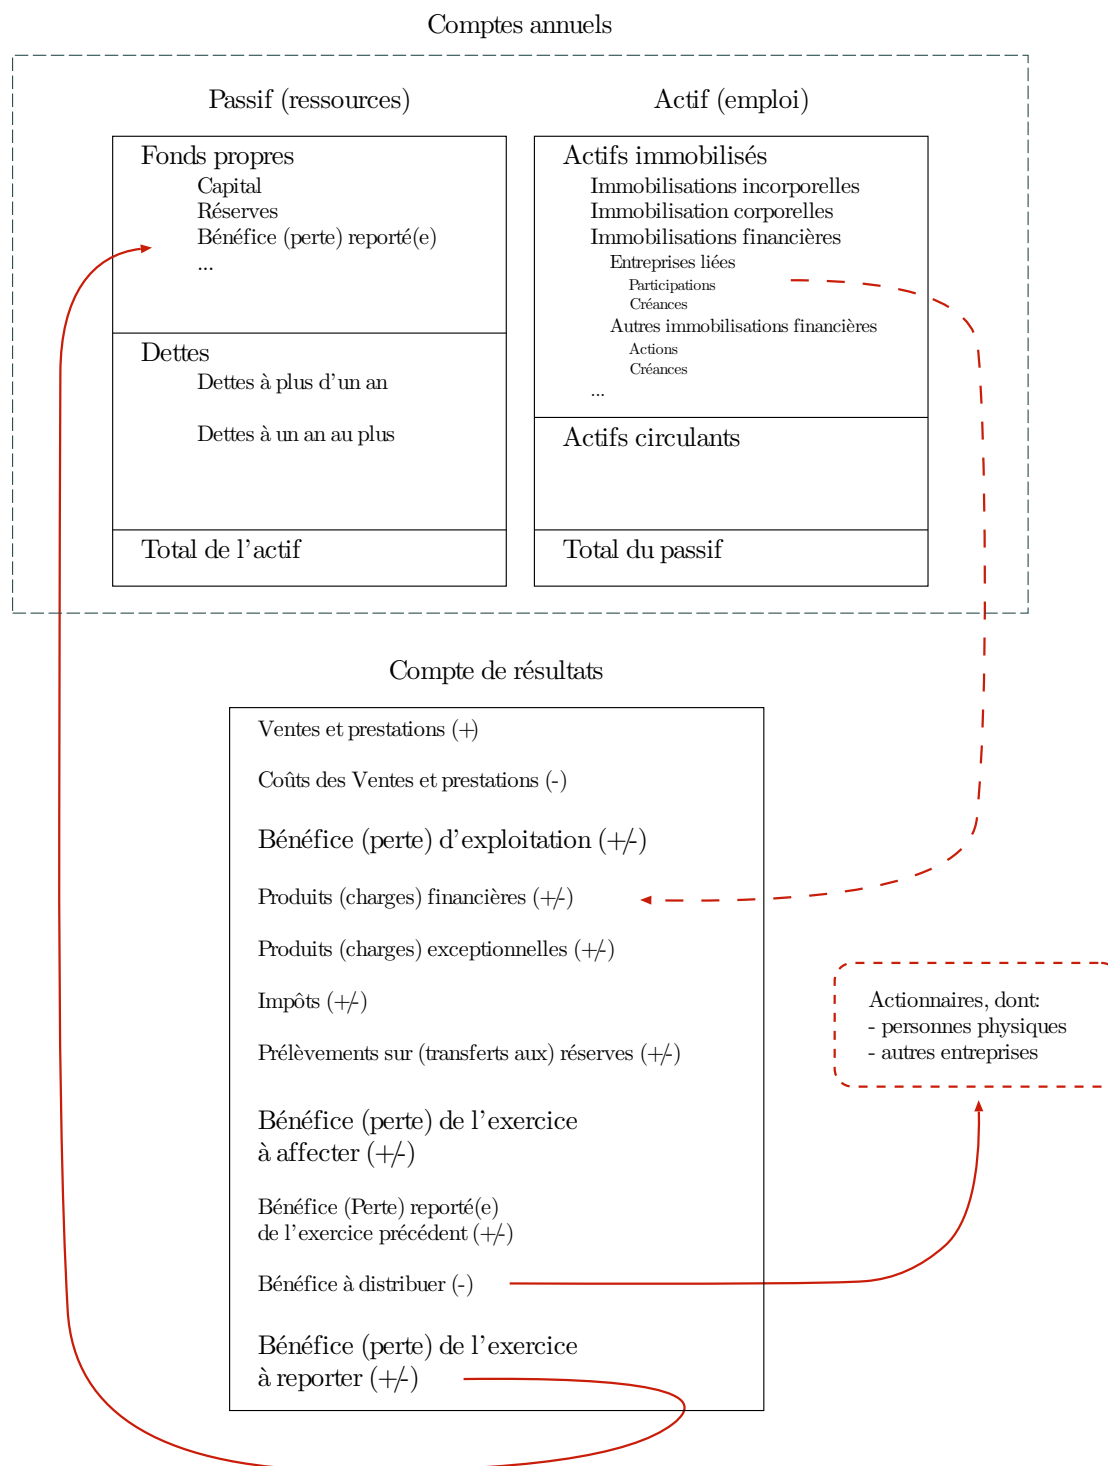 Comptes annuels
Passif (ressources)
Fonds propres
Capital
Réserves
Bénéfice (perte) reporté(e)
...
Dettes
Dettes à plus d'un an
Dettes à un an au plus
Total de l'actif
Actif (emploi)
Actifs immobilisés
Immobilisations incorporelles
Immobilisation corporelles
Immobilisations financières
Entreprises liées
Participations
Créances
Autres immobilisations financières
Actions
Créances
...
Actifs circulants
Total du passif
Compte de résultats
Ventes et prestations (+)
Coûts des Ventes et prestations (-)
Bénéfice (perte) d'exploitation (+/-)
Produits (charges) financières (+/-)
Produits (charges) exceptionnelles (+/-)
Impôts (+/-)
Prélèvements sur (transferts aux) réserves (+/-)
Bénéfice (perte) de l'exercice
à affecter (+/-)
Bénéfice (Perte) reporté(e)
de l'exercice précédent (+/-)
Bénéfice à distribuer (-)
Bénéfice (perte) de l'exercice
à reporter (+/-)
Actionnaires, dont:
- personnes physiques
- autres entreprises